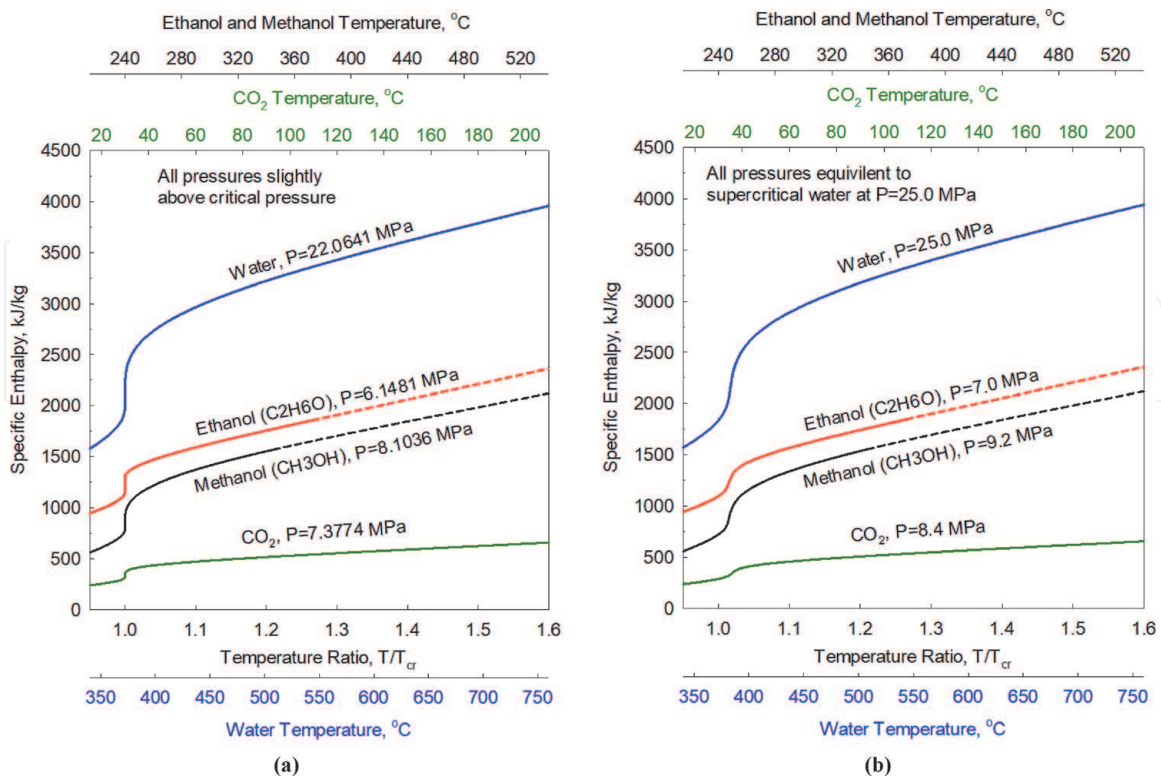 Ethanol and Methanol Temperature, °C
240 280 320 360 400 440 480 520
CO₂ Temperature, °C
20 40 60 80 100 120 140 160 180 200
4500
4000
3500
3000
2500
2000
1500
1000
500
0
Specific Enthalpy, kJ/kg
All pressures slightly
above critical pressure
Water, P=22.0641 MPa
Ethanol (C2H6O), P=6.1481 MPa
Methanol (CH3OH), P=8.1036 MPa
CO₂, P=7.3774 MPa
1.0 1.1 1.2 1.3 1.4 1.5 1.6
Temperature Ratio, T/Tcr
350 400 450 500 550 600 650 700 750
Water Temperature, °C
(a)
Ethanol and Methanol Temperature, °C
240 280 320 360 400 440 480 520
CO₂ Temperature, °C
20 40 60 80 100 120 140 160 180 200
4500
4000
3500
3000
2500
2000
1500
1000
500
0
Specific Enthalpy, kJ/kg
All pressures equivilent to
supercritical water at P=25.0 MPa
Water, P=25.0 MPa
Ethanol (C2H6O), P=7.0 MPa
Methanol (CH3OH), P=9.2 MPa
CO₂, P=8.4 MPa
1.0 1.1 1.2 1.3 1.4 1.5 1.6
Temperature Ratio, T/Tcr
350 400 450 500 550 600 650 700 750
Water Temperature, °C
(b)